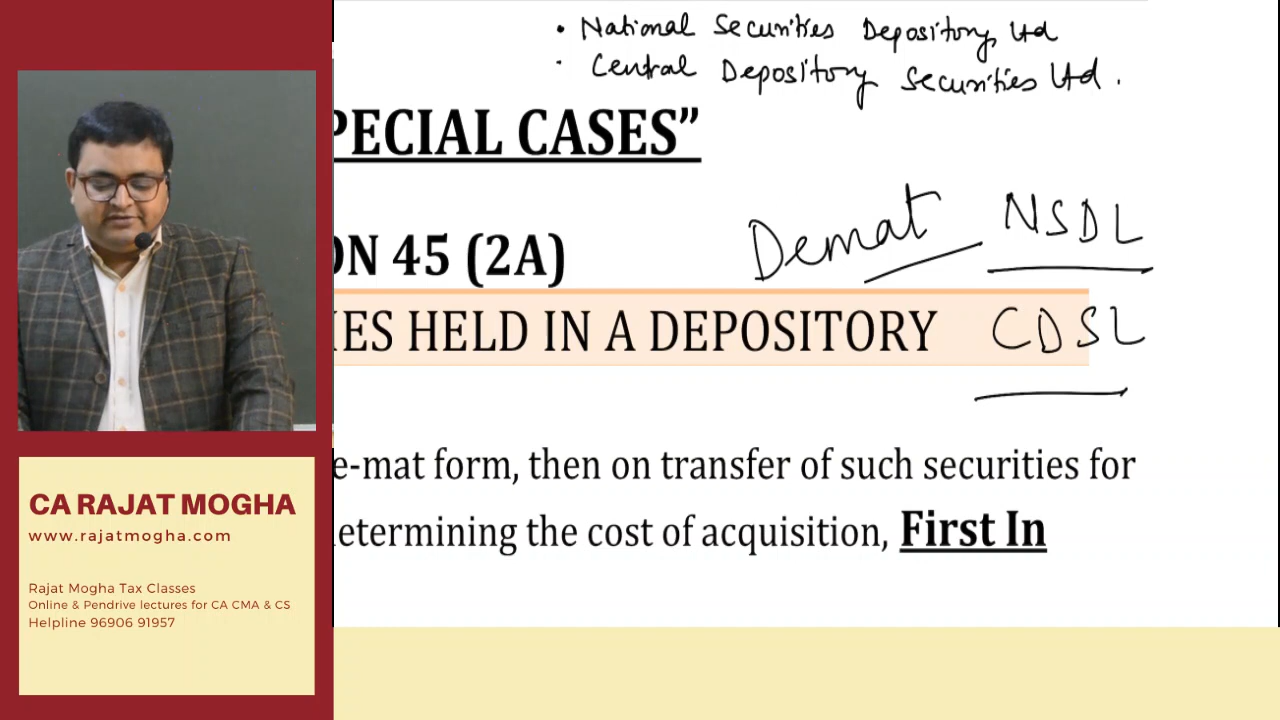 • National Securities Depository Ltd
· Central Depository Securities Ltd.
PECIAL CASES”
Demat NSDL
ON 45 (2A)
IES HELD IN A DEPOSITORY CDSL
e-mat form, then on transfer of such securities for
etermining the cost of acquisition, First In
CA RAJAT MOGHA
www.rajatmogha.com
Rajat Mogha Tax Classes
Online & Pendrive lectures for CA CMA & CS
Helpline 96906 91957